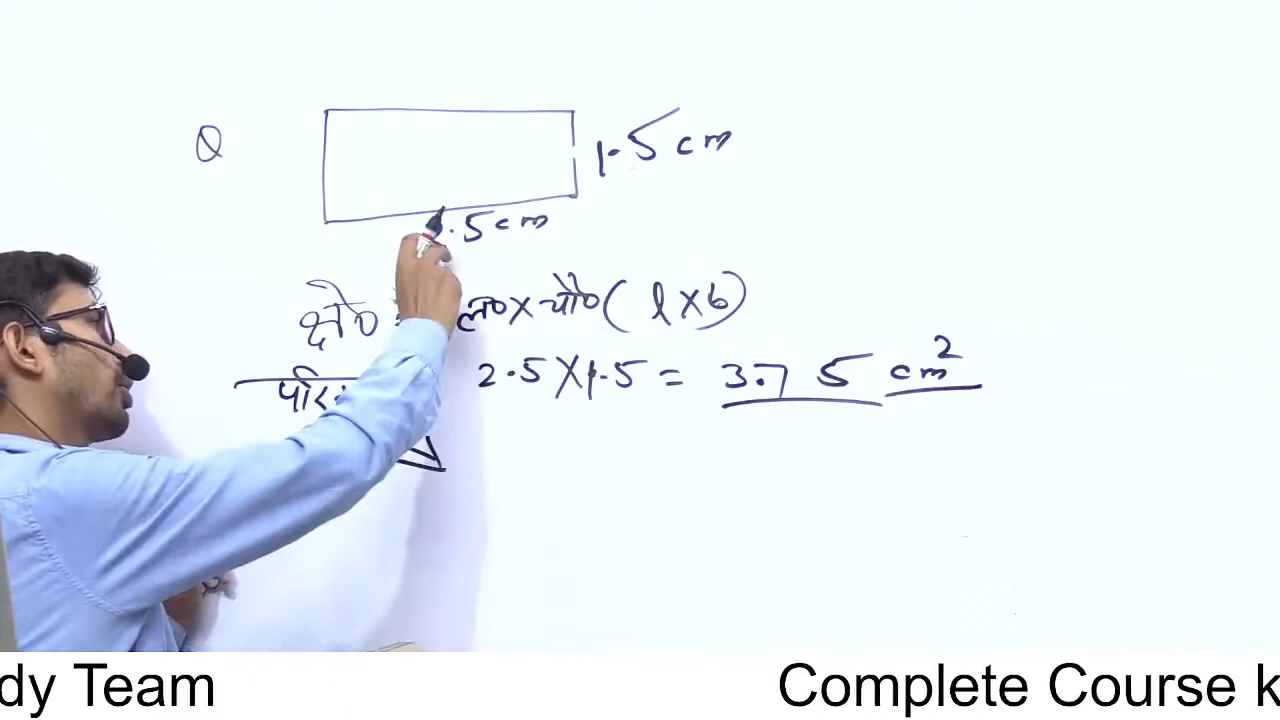 Q
1.5 cm
.5 cm
क्षे० ल० x चौ० ( l x b )
परि
2.5 x 1.5 = 3.75 cm²
dy Team Complete Course k